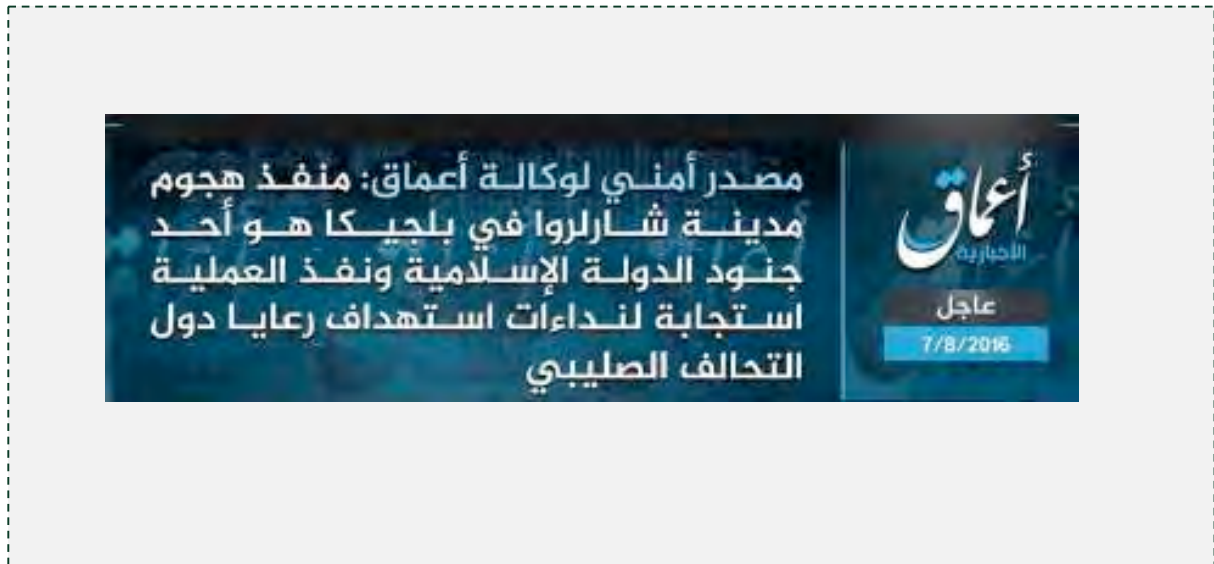 مصدر أمني لوكالة أعماق: منفذ هجوم
مدينة شارلروا في بلجيكا هو أحد
جنود الدولة الإسلامية ونفذ العملية
استجابة لنداءات استهداف رعايا دول
التحالف الصليبي
أعماق
الأخبارية
عاجل
7/8/2016